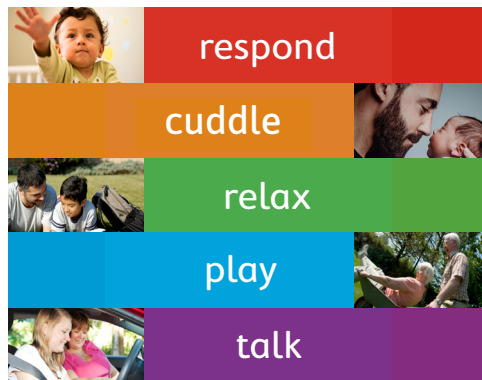 respond
cuddle
relax
play
talk